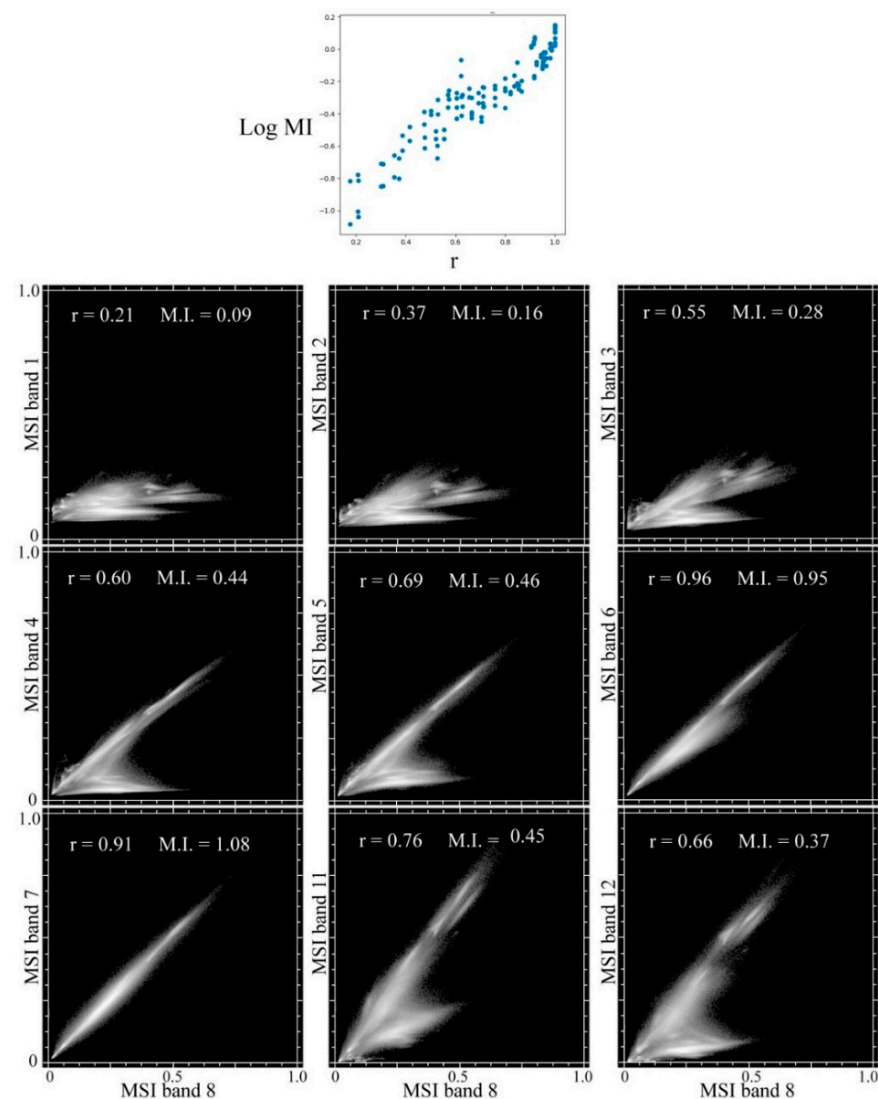 0.2
0.0
−0.2
−0.4
−0.6
−0.8
−1.0
Log MI
0.2 0.4 0.6 0.8 1.0
r
1.0
r = 0.21 M.I. = 0.09
r = 0.37 M.I. = 0.16
r = 0.55 M.I. = 0.28
MSI band 1
MSI band 2
MSI band 3
0
1.0
r = 0.60 M.I. = 0.44
r = 0.69 M.I. = 0.46
r = 0.96 M.I. = 0.95
MSI band 4
MSI band 5
MSI band 6
0
1.0
r = 0.91 M.I. = 1.08
r = 0.76 M.I. = 0.45
r = 0.66 M.I. = 0.37
MSI band 7
MSI band 11
MSI band 12
0
0 0.5 1.0 0 0.5 1.0 0 0.5 1.0
MSI band 8 MSI band 8 MSI band 8